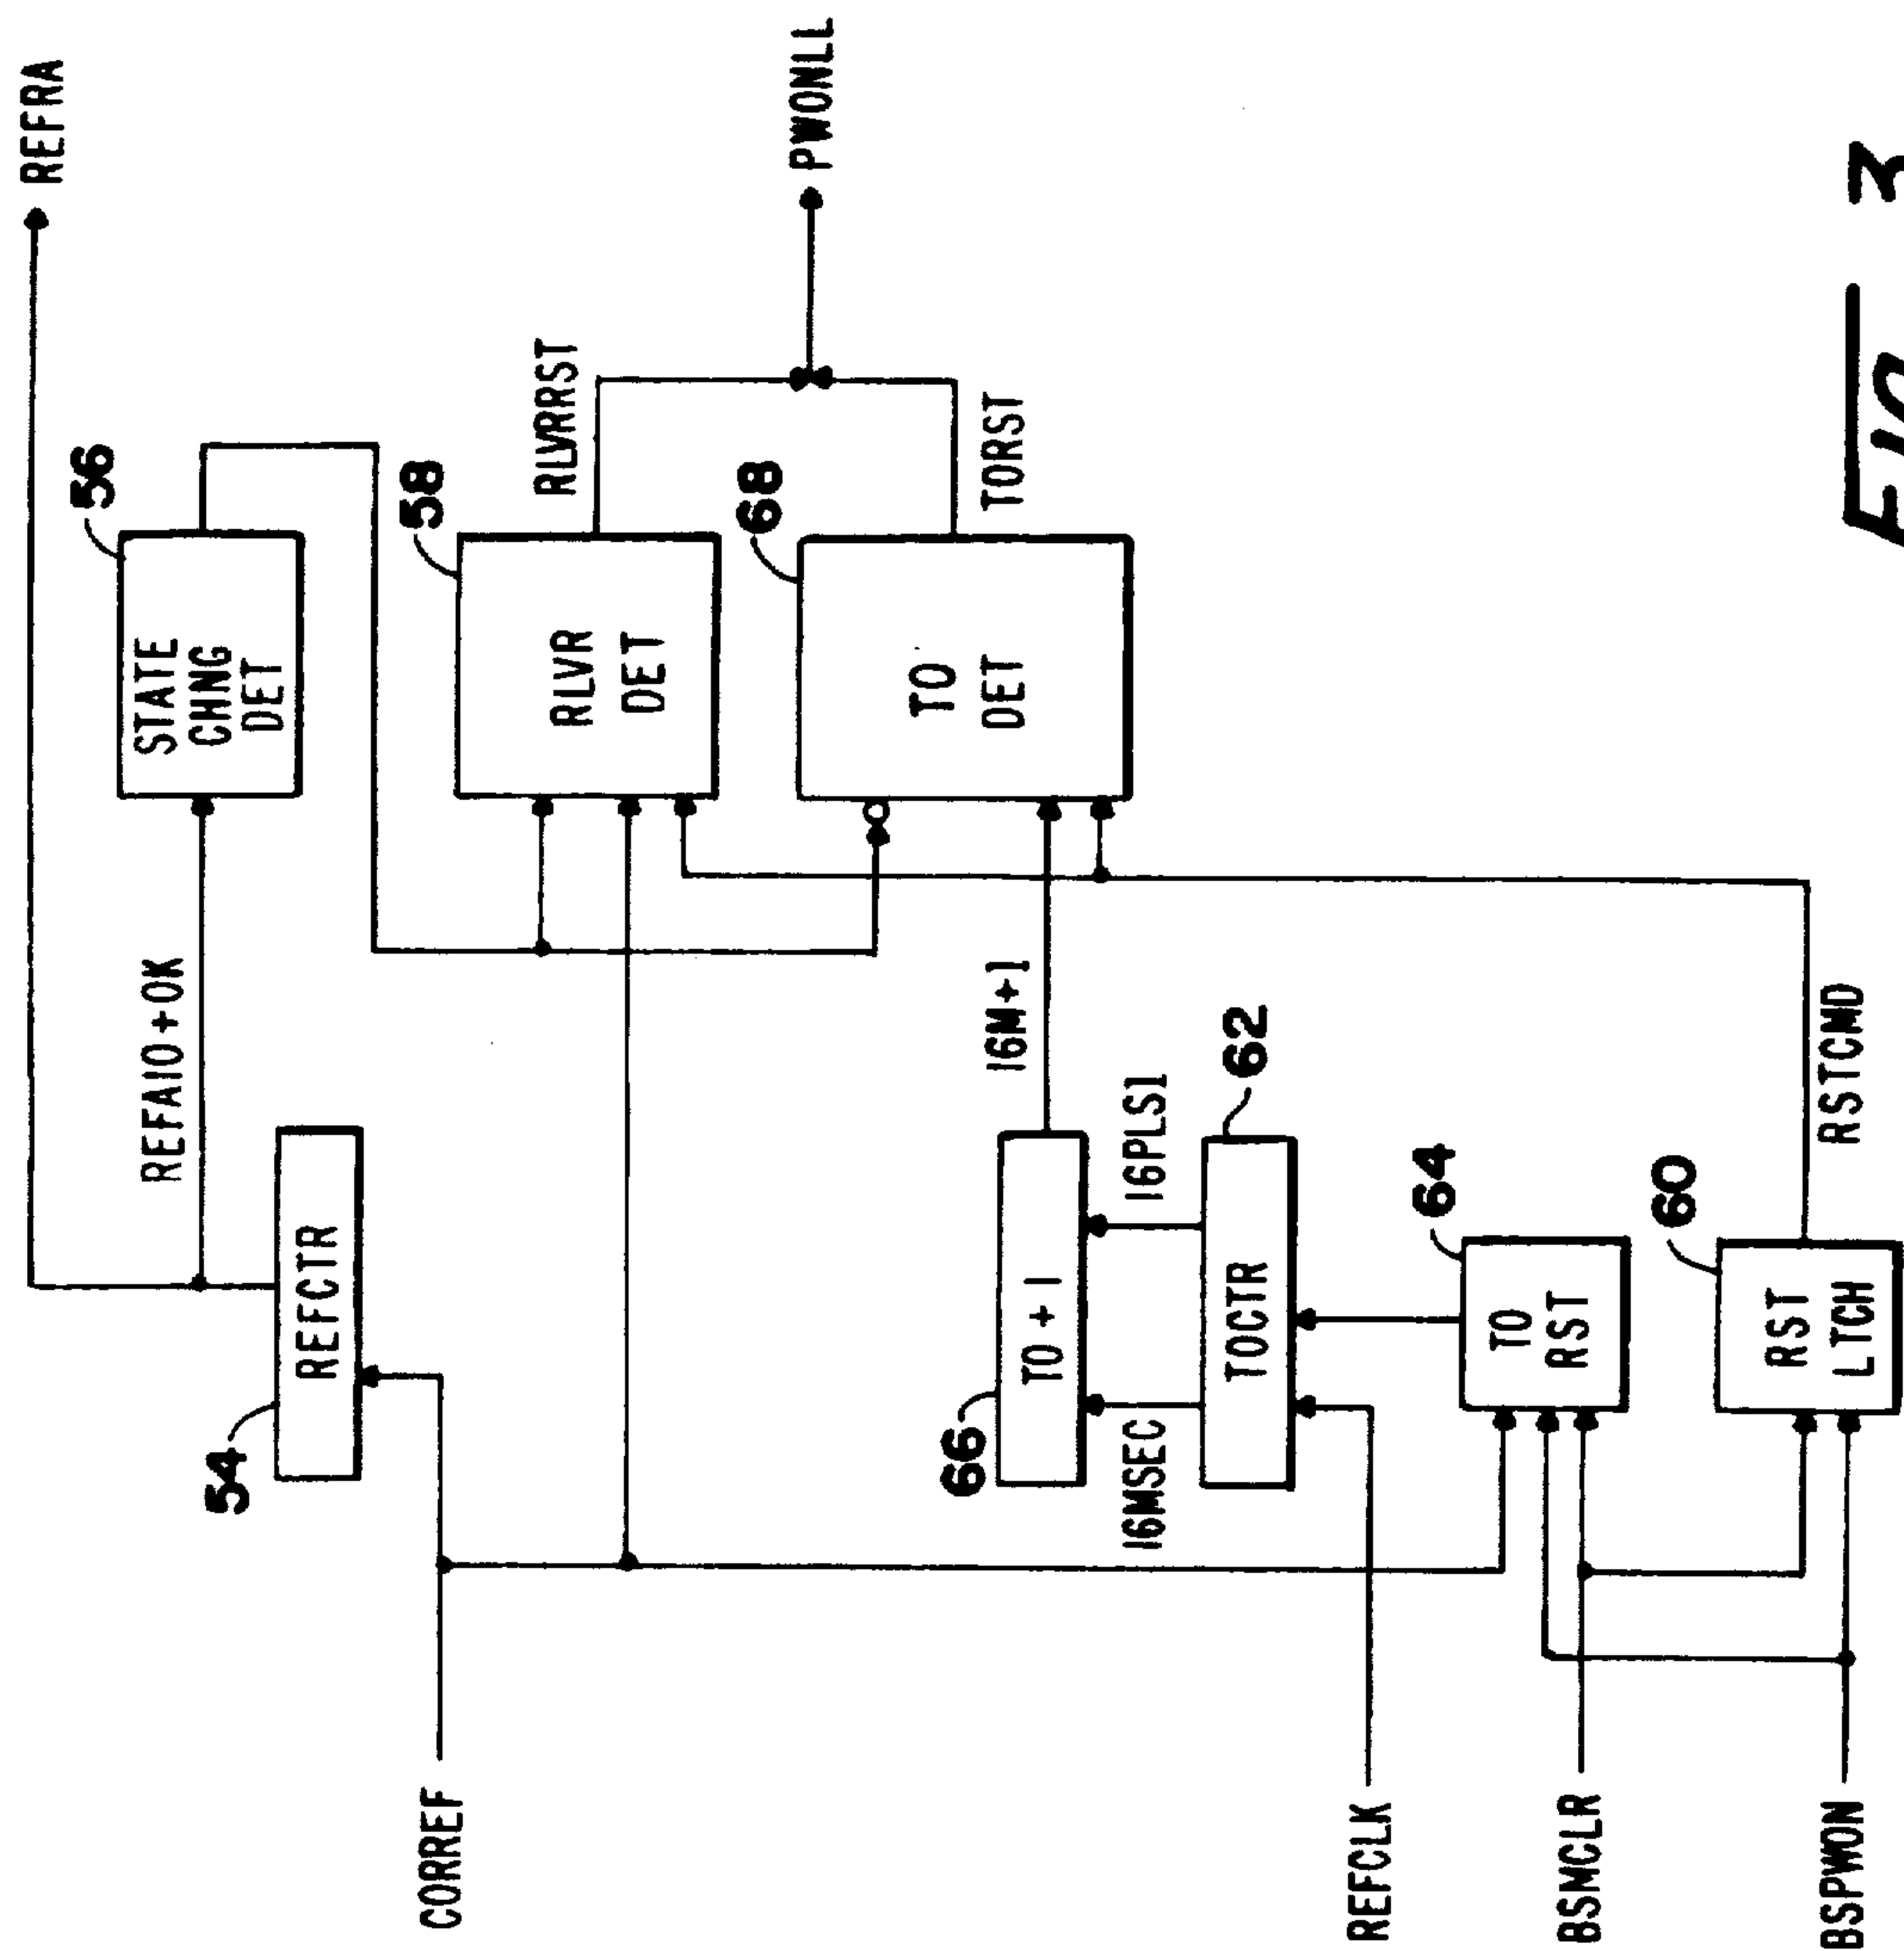 REFRA
56
STATE
CHNG
DET
REFA10+OK
REFCTR
54
CORREF
58
RLVR
DET
RLVRRST
PWONLL
68
TO
DET
TORST
16M+1
TO + 1
66
16MSEC
16PLS1
62
TOCTR
REFCLK
64
TO
RST
BSMCLR
60
RST
LTCH
RSTCMD
BSPWON
FIG. 3